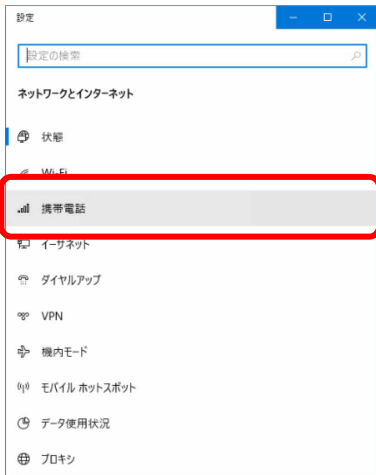 設定
設定の検索
ネットワークとインターネット
状態
Wi-Fi
携帯電話
イーサネット
ダイヤルアップ
VPN
機内モード
モバイル ホットスポット
データ使用状況
プロキシ